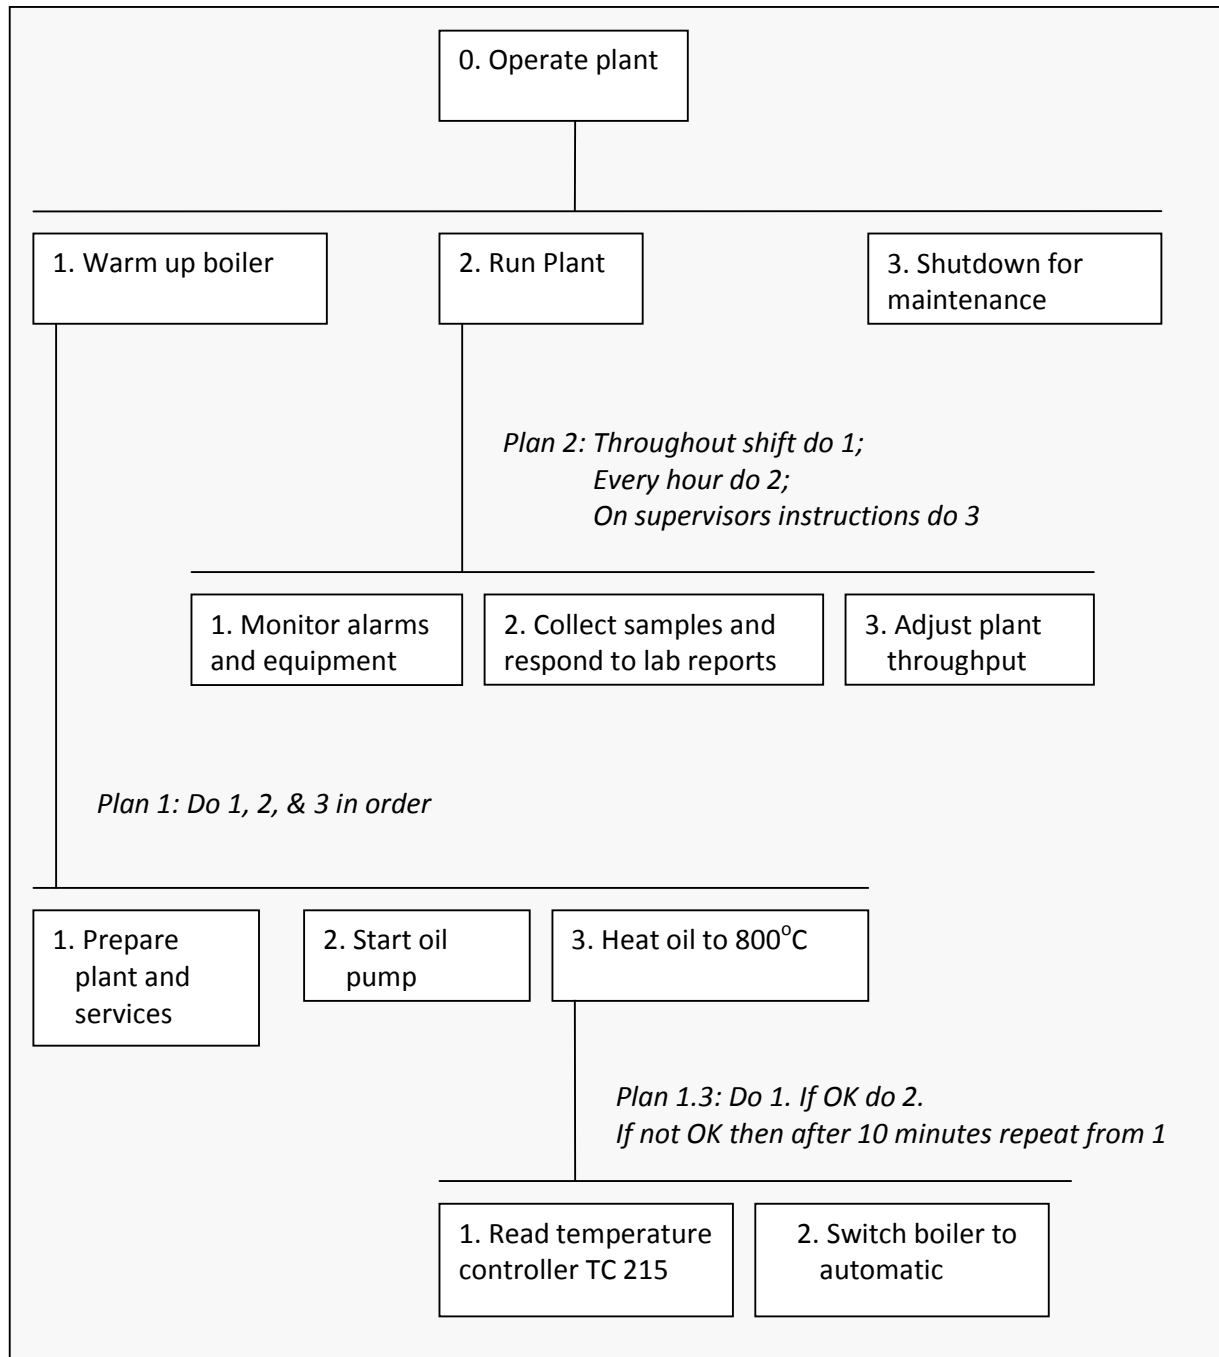 0. Operate plant
1. Warm up boiler
2. Run Plant
3. Shutdown for
maintenance
Plan 2: Throughout shift do 1;
Every hour do 2;
On supervisors instructions do 3
1. Monitor alarms
and equipment
2. Collect samples and
respond to lab reports
3. Adjust plant
throughput
Plan 1: Do 1, 2, & 3 in order
1. Prepare
plant and
services
2. Start oil
pump
3. Heat oil to 800°C
Plan 1.3: Do 1. If OK do 2.
If not OK then after 10 minutes repeat from 1
1. Read temperature
controller TC 215
2. Switch boiler to
automatic